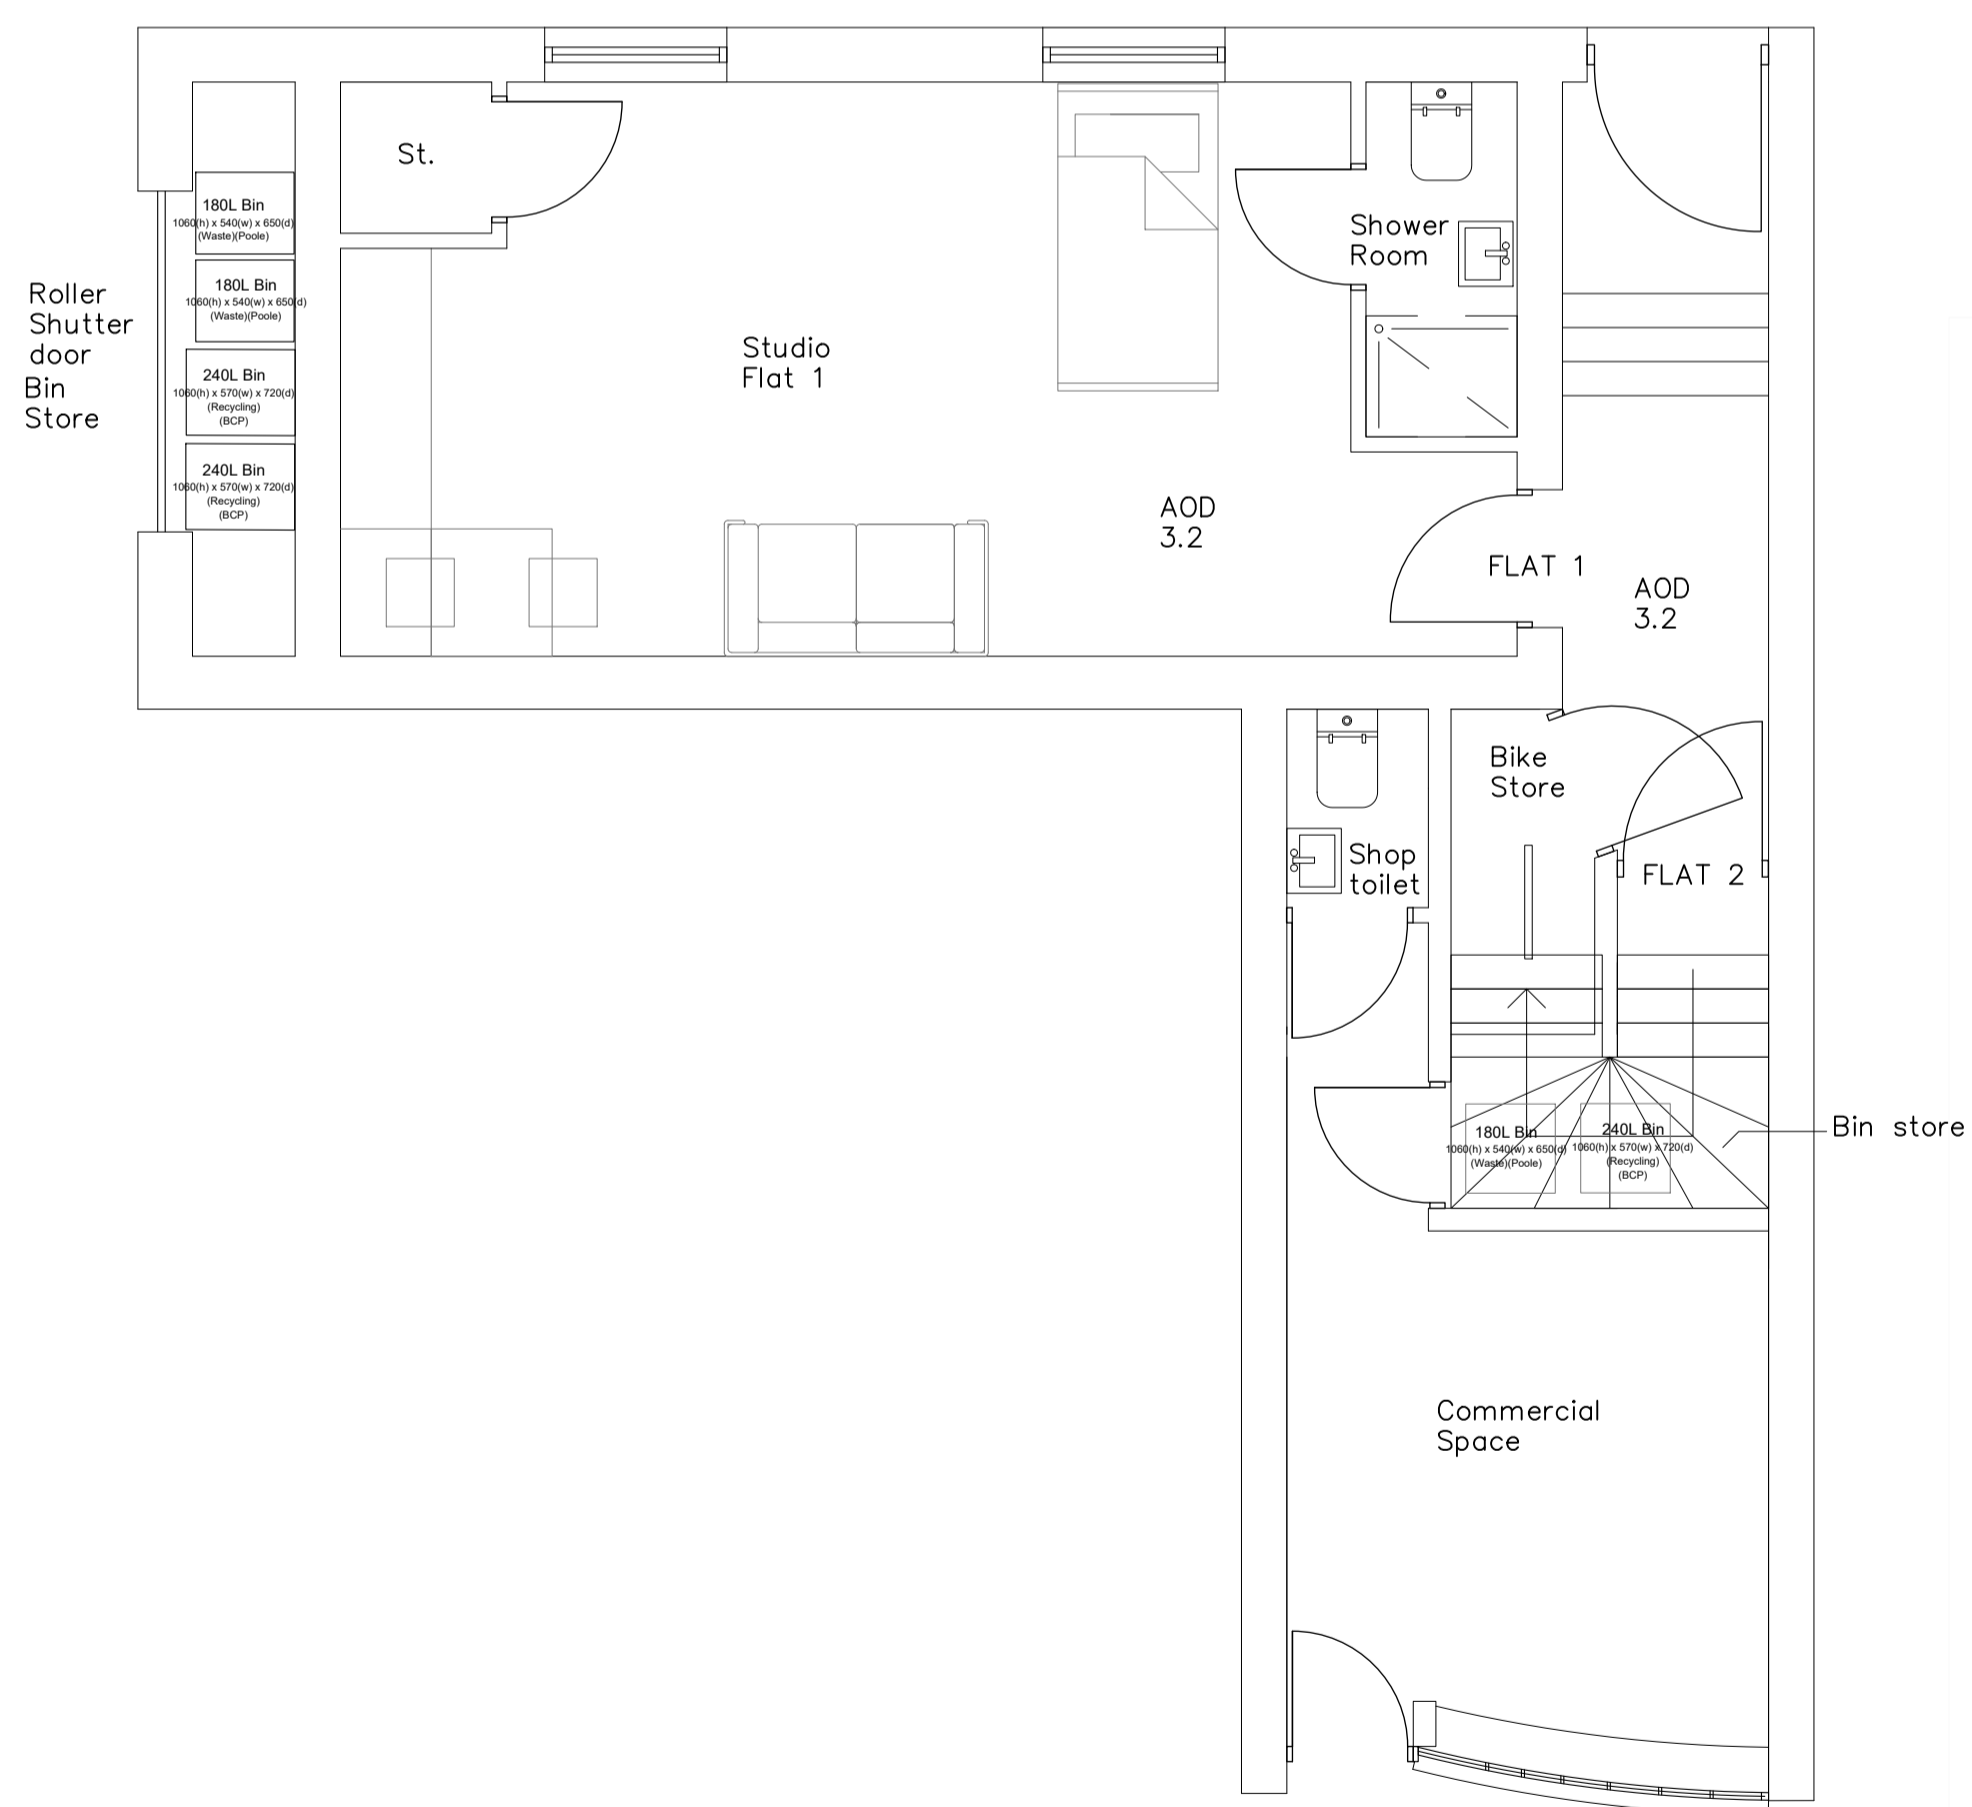 St.
180L Bin
1060(h) x 540(w) x 650(d)
(Waste)(Poole)
180L Bin
1060(h) x 540(w) x 650(d)
(Waste)(Poole)
240L Bin
1060(h) x 570(w) x 720(d)
(Recycling)
(BCP)
240L Bin
1060(h) x 570(w) x 720(d)
(Recycling)
(BCP)
Roller
Shutter
door
Bin
Store
Studio
Flat 1
Shower
Room
AOD
3.2
FLAT 1
AOD
3.2
Bike
Store
Shop
toilet
FLAT 2
180L Bin
1060(h) x 540(w) x 650(d)
(Waste)(Poole)
240L Bin
1060(h) x 570(w) x 720(d)
(Recycling)
(BCP)
Bin store
Commercial
Space